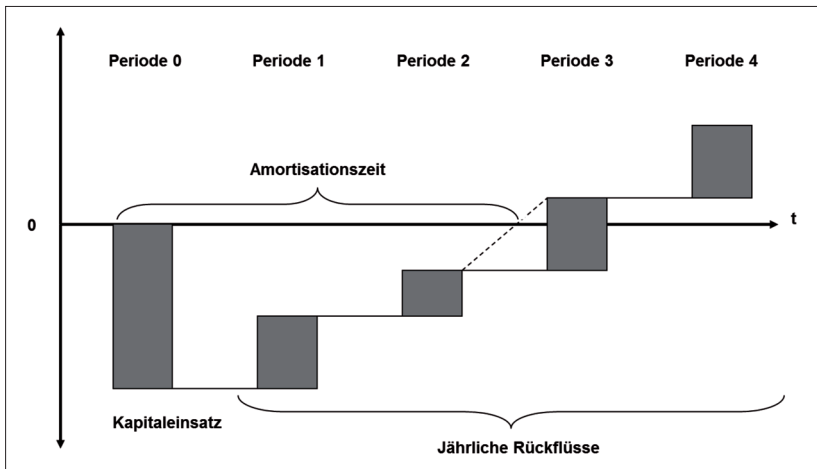 Periode 0 Periode 1 Periode 2 Periode 3 Periode 4
Amortisationszeit
0
t
Kapitaleinsatz
Jährliche Rückflüsse